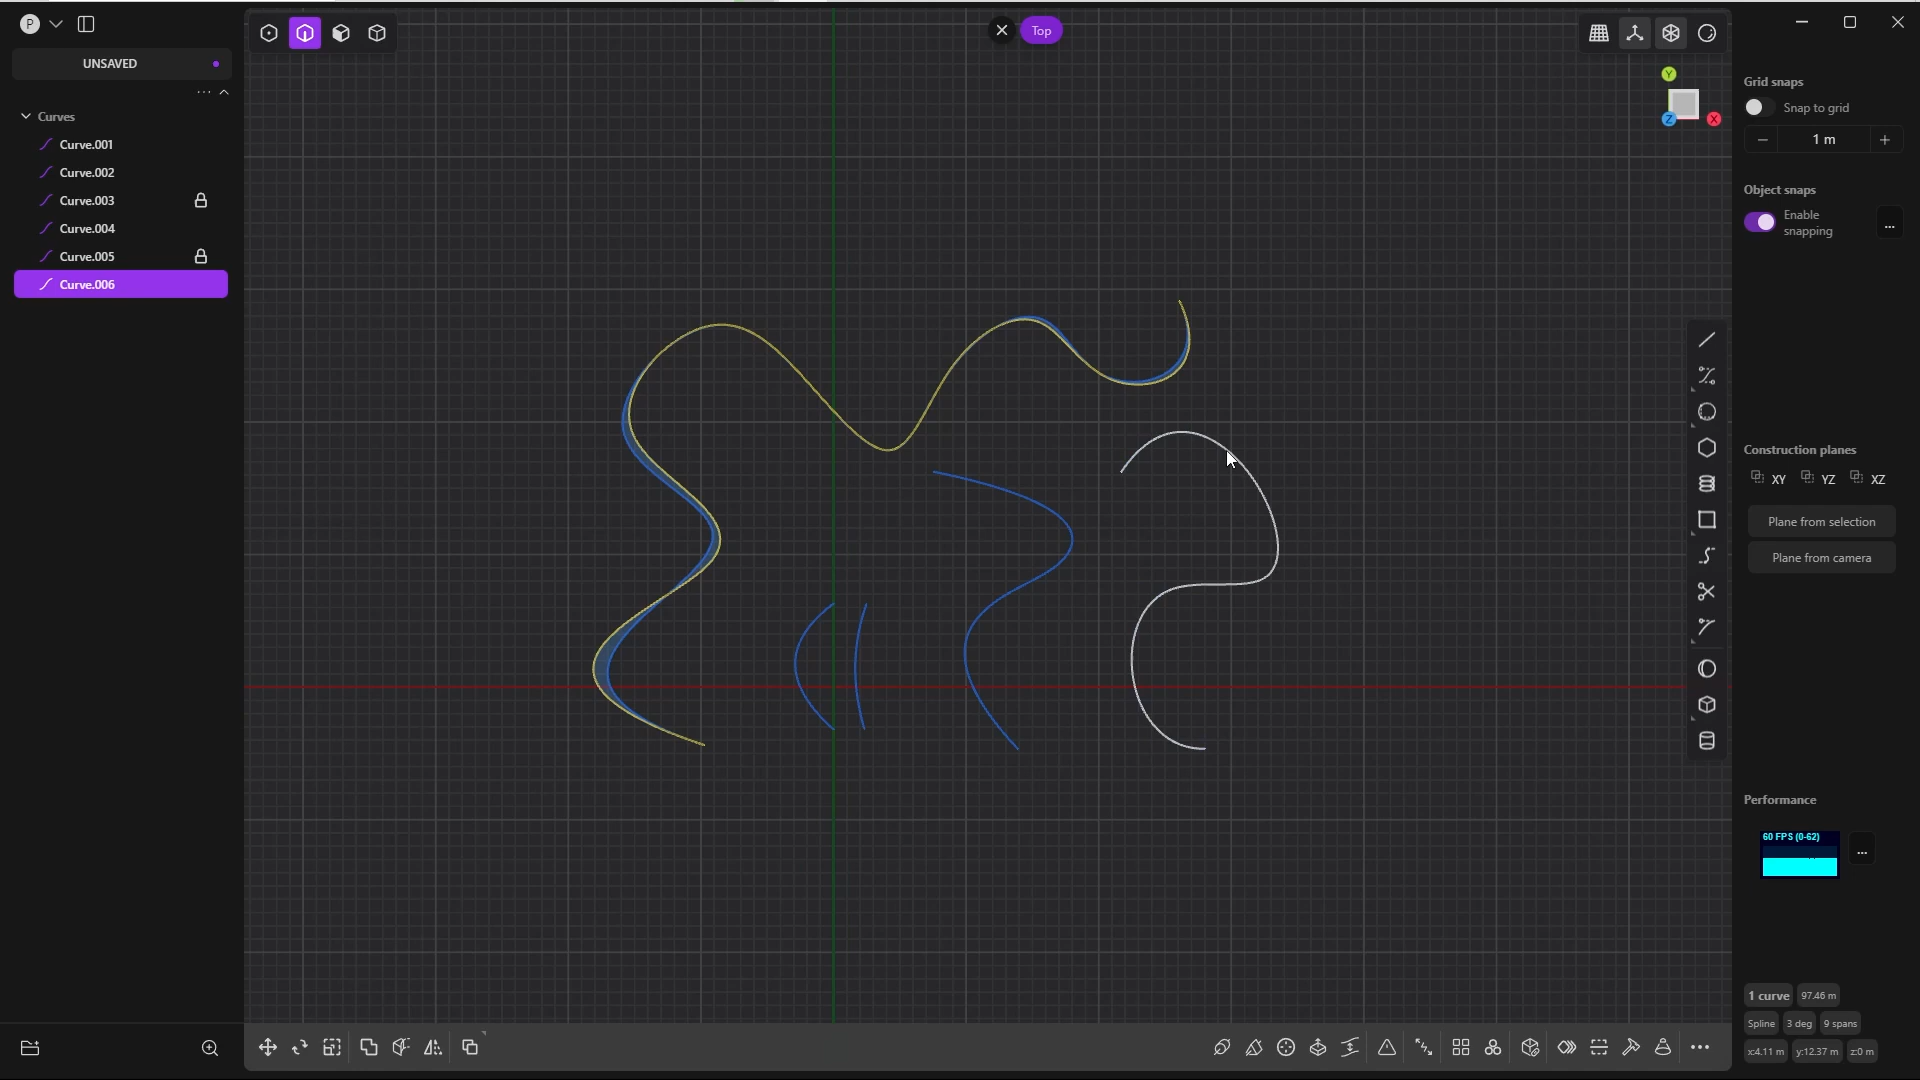 P
UNSAVED
...
Curves
Curve.001
Curve.002
Curve.003
Curve.004
Curve.005
Curve.006
Top
Y
Z
X
Grid snaps
Snap to grid
1 m
Object snaps
Enable
snapping
...
Construction planes
XY
YZ
XZ
Plane from selection
Plane from camera
Performance
60 FPS (0-62)
...
1 curve 97.46 m
Spline 3 deg 9 spans
x:4.11 m y:12.37 m z:0 m